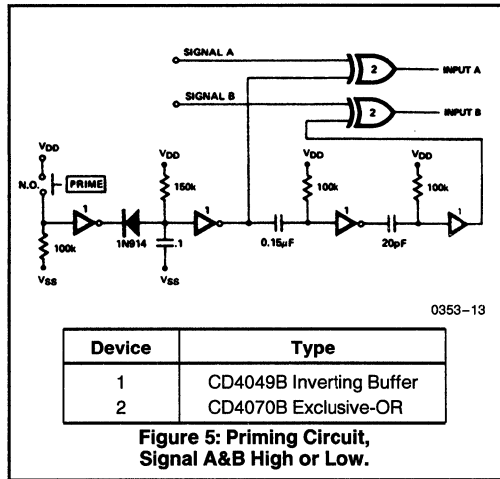 SIGNAL A
2
INPUT A
SIGNAL B
2
INPUT B
VDD
N.O.
PRIME
VDD
150k
VDD
100k
VDD
100k
1
1
1
1
100k
1N914
.1
0.15µF
20pF
VSS
VSS
0353–13
Device Type
1 CD4049B Inverting Buffer
2 CD4070B Exclusive-OR
Figure 5: Priming Circuit,
Signal A&B High or Low.